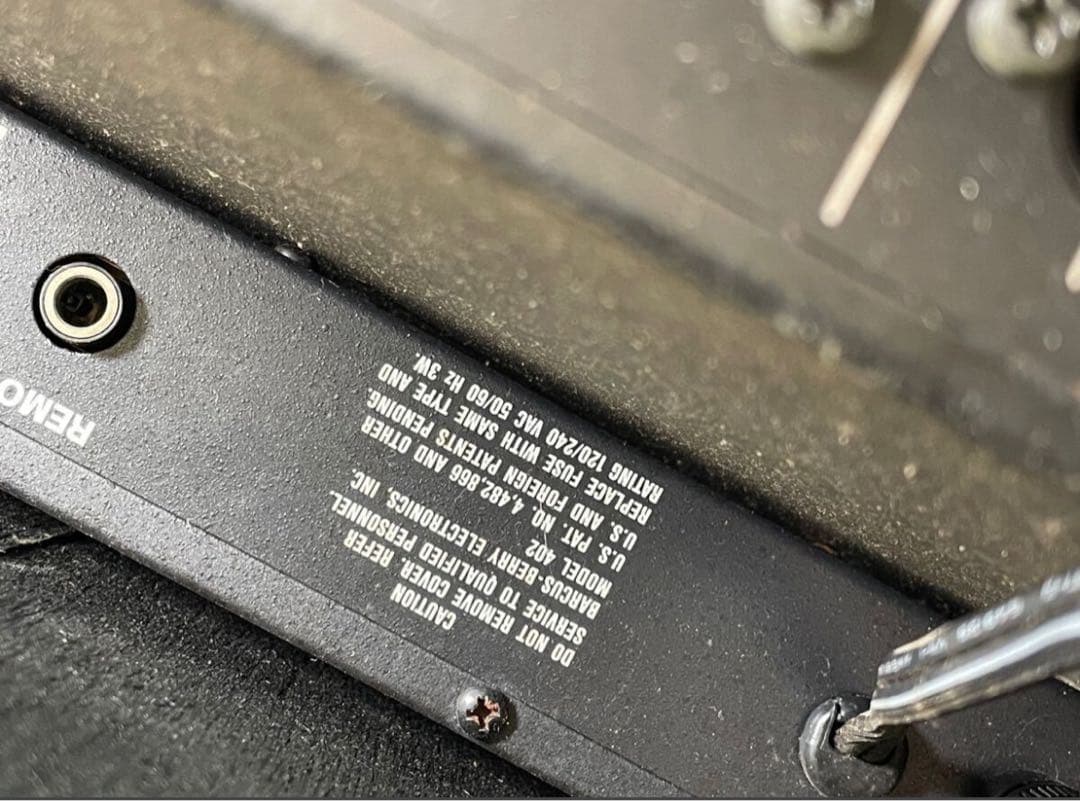 CAUTION
DO NOT REMOVE COVER. REFER
SERVICE TO QUALIFIED PERSONNEL.
BARCUS-BERRY ELECTRONICS, INC.
MODEL 402
U.S. PAT. NO. 4,482,866 AND OTHER
U.S. AND FOREIGN PATENTS PENDING.
REPLACE FUSE WITH SAME TYPE AND
RATING 120/240 VAC 50/60 Hz 3W.
REMO